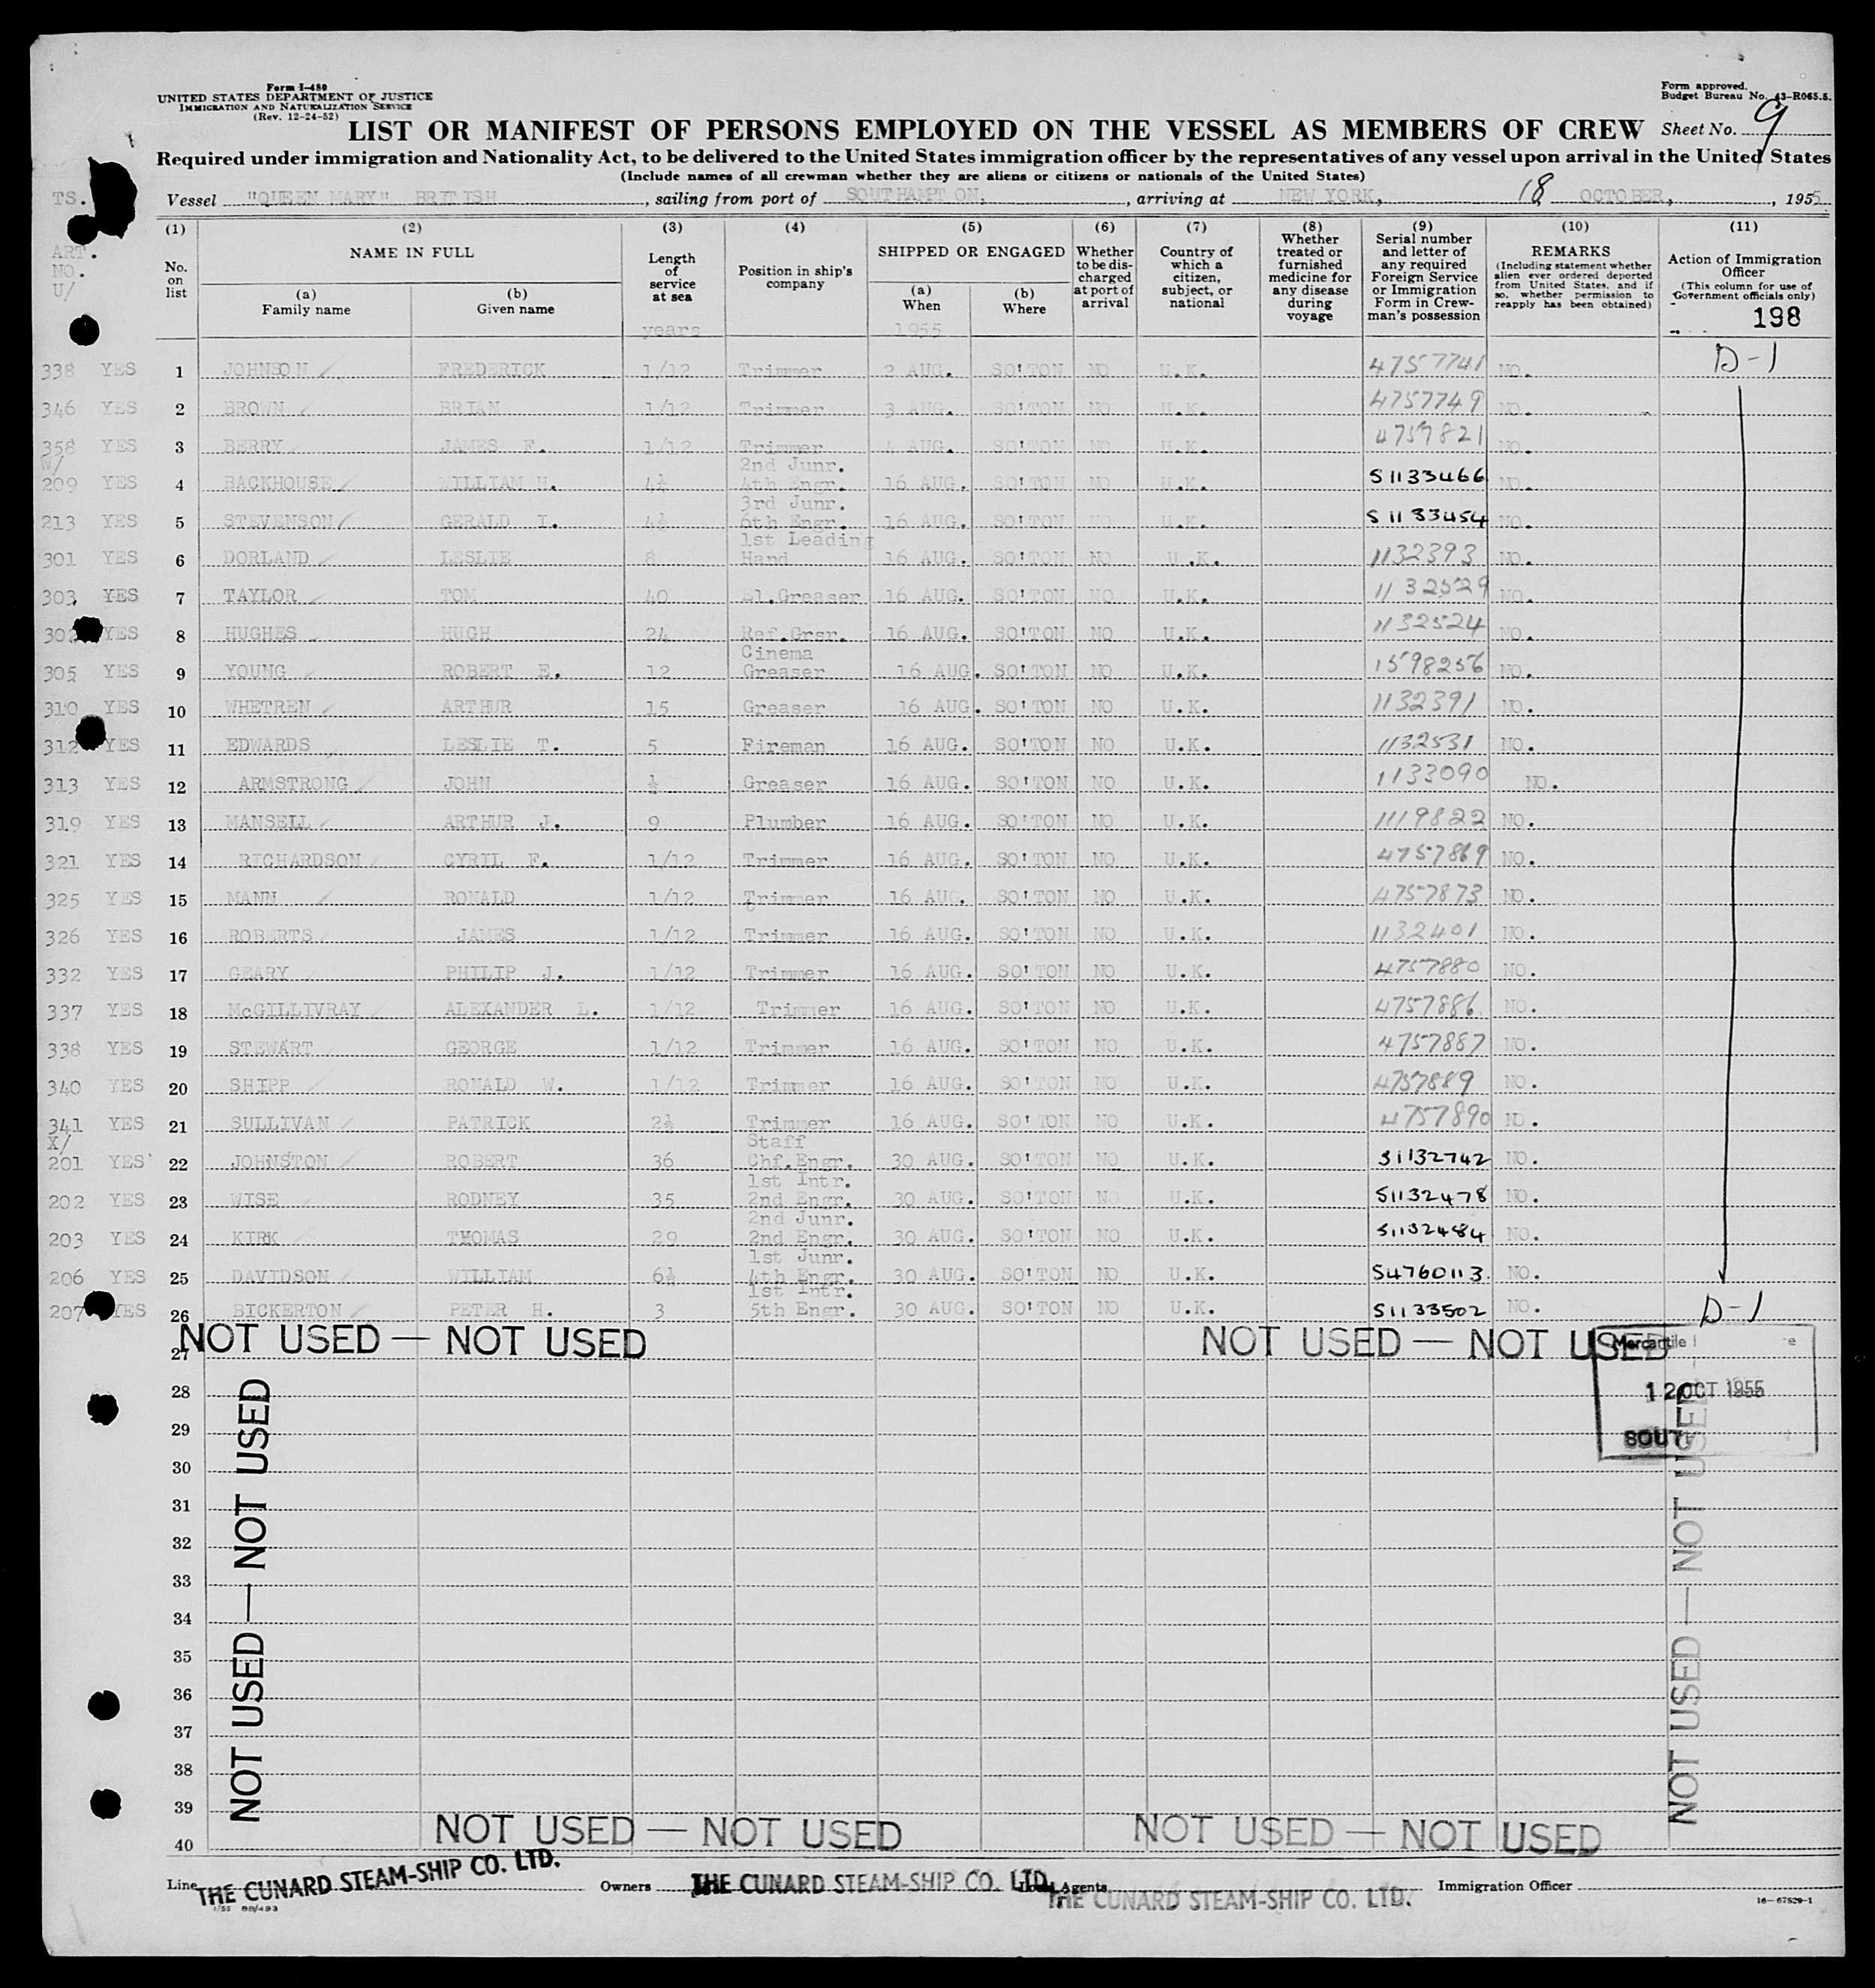 Form I-480
UNITED STATES DEPARTMENT OF JUSTICE
IMMIGRATION AND NATURALIZATION SERVICE
(Rev. 12-24-52)
Form approved.
Budget Bureau No. 43-R065.5.
LIST OR MANIFEST OF PERSONS EMPLOYED ON THE VESSEL AS MEMBERS OF CREW Sheet No. 9
Required under immigration and Nationality Act, to be delivered to the United States immigration officer by the representatives of any vessel upon arrival in the United States
(Include names of all crewman whether they are aliens or citizens or nationals of the United States)
TS. Vessel "QUEEN MARY" BRITISH, sailing from port of SOUTHAMPTON, arriving at NEW YORK, 18 OCTOBER, 1955
ART. NO. U/
(1) No. on list
(2) NAME IN FULL
(a) Family name
(b) Given name
(3) Length of service at sea
years
(4) Position in ship's company
(5) SHIPPED OR ENGAGED
(a) When
1955
(b) Where
(6) Whether to be discharged at port of arrival
(7) Country of which a citizen, subject, or national
(8) Whether treated or furnished medicine for any disease during voyage
(9) Serial number and letter of any required Foreign Service or Immigration Form in Crewman's possession
(10) REMARKS (Including statement whether alien ever ordered deported from United States, and if so, whether permission to reapply has been obtained)
(11) Action of Immigration Officer (This column for use of Government officials only)
198
338 YES 1 JOHNSON FREDERICK 1/12 Trimmer 2 AUG. SO'TON NO U.K. 4757741 NO. D-1
346 YES 2 BROWN BRIAN 1/12 Trimmer 3 AUG. SO'TON NO U.K. 4757749 NO.
358 YES 3 BERRY JAMES F. 1/12 Trimmer 4 AUG. SO'TON NO U.K. 4757821 NO.
W/
209 YES 4 BACKHOUSE WILLIAM H. 4½ 2nd Junr. 4th Engr. 16 AUG. SO'TON NO U.K. S1133466 NO.
213 YES 5 STEVENSON GERALD I. 4½ 3rd Junr. 6th Engr. 16 AUG. SO'TON NO U.K. S1133454 NO.
301 YES 6 DORLAND LESLIE 8 1st Leading Hand 16 AUG. SO'TON NO U.K. 1132393 NO.
303 YES 7 TAYLOR TOM 40 El.Greaser 16 AUG. SO'TON NO U.K. 1132529 NO.
YES 8 HUGHES HUGH 24 Ref.Grsr. 16 AUG. SO'TON NO U.K. 1132524 NO.
305 YES 9 YOUNG ROBERT E. 12 Cinema Greaser 16 AUG. SO'TON NO U.K. 1598256 NO.
310 YES 10 WHETREN ARTHUR 15 Greaser 16 AUG. SO'TON NO U.K. 1132391 NO.
312 YES 11 EDWARDS LESLIE T. 5 Fireman 16 AUG. SO'TON NO U.K. 1132531 NO.
313 YES 12 ARMSTRONG JOHN ½ Greaser 16 AUG. SO'TON NO U.K. 1133090 NO.
319 YES 13 MANSELL ARTHUR J. 9 Plumber 16 AUG. SO'TON NO U.K. 1119822 NO.
321 YES 14 RICHARDSON CYRIL F. 1/12 Trimmer 16 AUG. SO'TON NO U.K. 4757869 NO.
325 YES 15 MANN RONALD 1/12 Trimmer 16 AUG. SO'TON NO U.K. 4757873 NO.
326 YES 16 ROBERTS JAMES 1/12 Trimmer 16 AUG. SO'TON NO U.K. 1132401 NO.
332 YES 17 GEARY PHILIP J. 1/12 Trimmer 16 AUG. SO'TON NO U.K. 4757880 NO.
337 YES 18 McGILLIVRAY ALEXANDER L. 1/12 Trimmer 16 AUG. SO'TON NO U.K. 4757886 NO.
338 YES 19 STEWART GEORGE 1/12 Trimmer 16 AUG. SO'TON NO U.K. 4757887 NO.
340 YES 20 SHIPP RONALD W. 1/12 Trimmer 16 AUG. SO'TON NO U.K. 4757889 NO.
341 YES 21 SULLIVAN PATRICK 2½ Trimmer 16 AUG. SO'TON NO U.K. 4757890 NO.
X/
201 YES 22 JOHNSTON ROBERT 36 Staff Chf.Engr. 30 AUG. SO'TON NO U.K. S1132742 NO.
202 YES 23 WISE RODNEY 35 1st Intr. 2nd Engr. 30 AUG. SO'TON NO U.K. S1132478 NO.
203 YES 24 KIRK THOMAS 29 2nd Junr. 2nd Engr. 30 AUG. SO'TON NO U.K. S1132484 NO.
206 YES 25 DAVIDSON WILLIAM 6½ 1st Junr. 4th Engr. 30 AUG. SO'TON NO U.K. S4760113 NO.
207 YES 26 BICKERTON PETER H. 3 1st Intr. 5th Engr. 30 AUG. SO'TON NO U.K. S1133502 NO. D-1
27 NOT USED — NOT USED NOT USED — NOT USED
Mercantile
12 OCT 1955
SOUT
28
29
30
31
32
33
34
35
36
37
38
39
40
NOT USED — NOT USED
NOT USED — NOT USED
NOT USED — NOT USED NOT USED — NOT USED
Line THE CUNARD STEAM-SHIP CO. LTD. Owners THE CUNARD STEAM-SHIP CO. LTD. Local Agents THE CUNARD STEAM-SHIP CO. LTD. Immigration Officer
1/55 88/493
16—67529-1